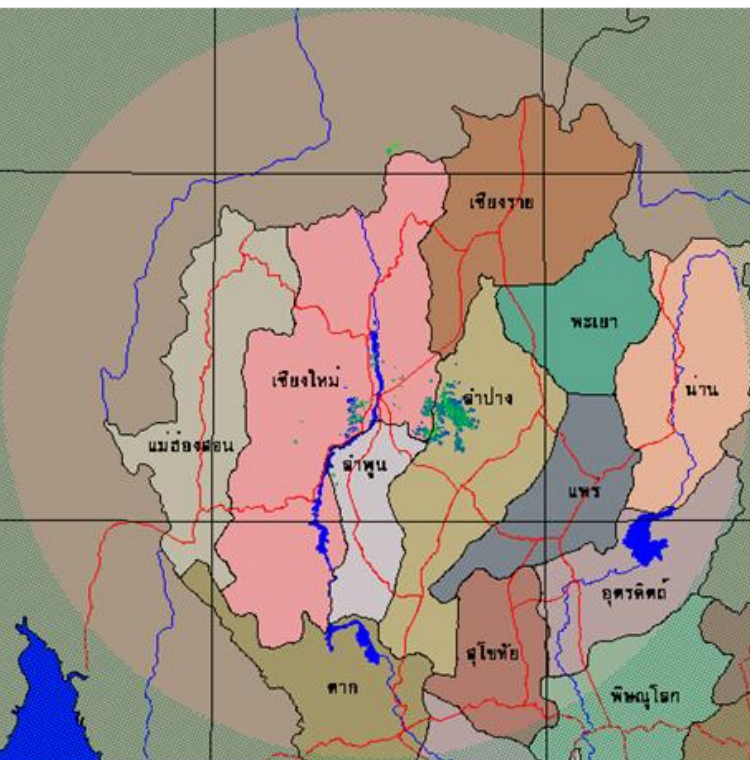 เชียงราย
พะเยา
เชียงใหม่
น่าน
ลำปาง
แม่ฮ่องสอน
ลำพูน
แพร่
อุตรดิตถ์
สุโขทัย
ตาก
พิษณุโลก